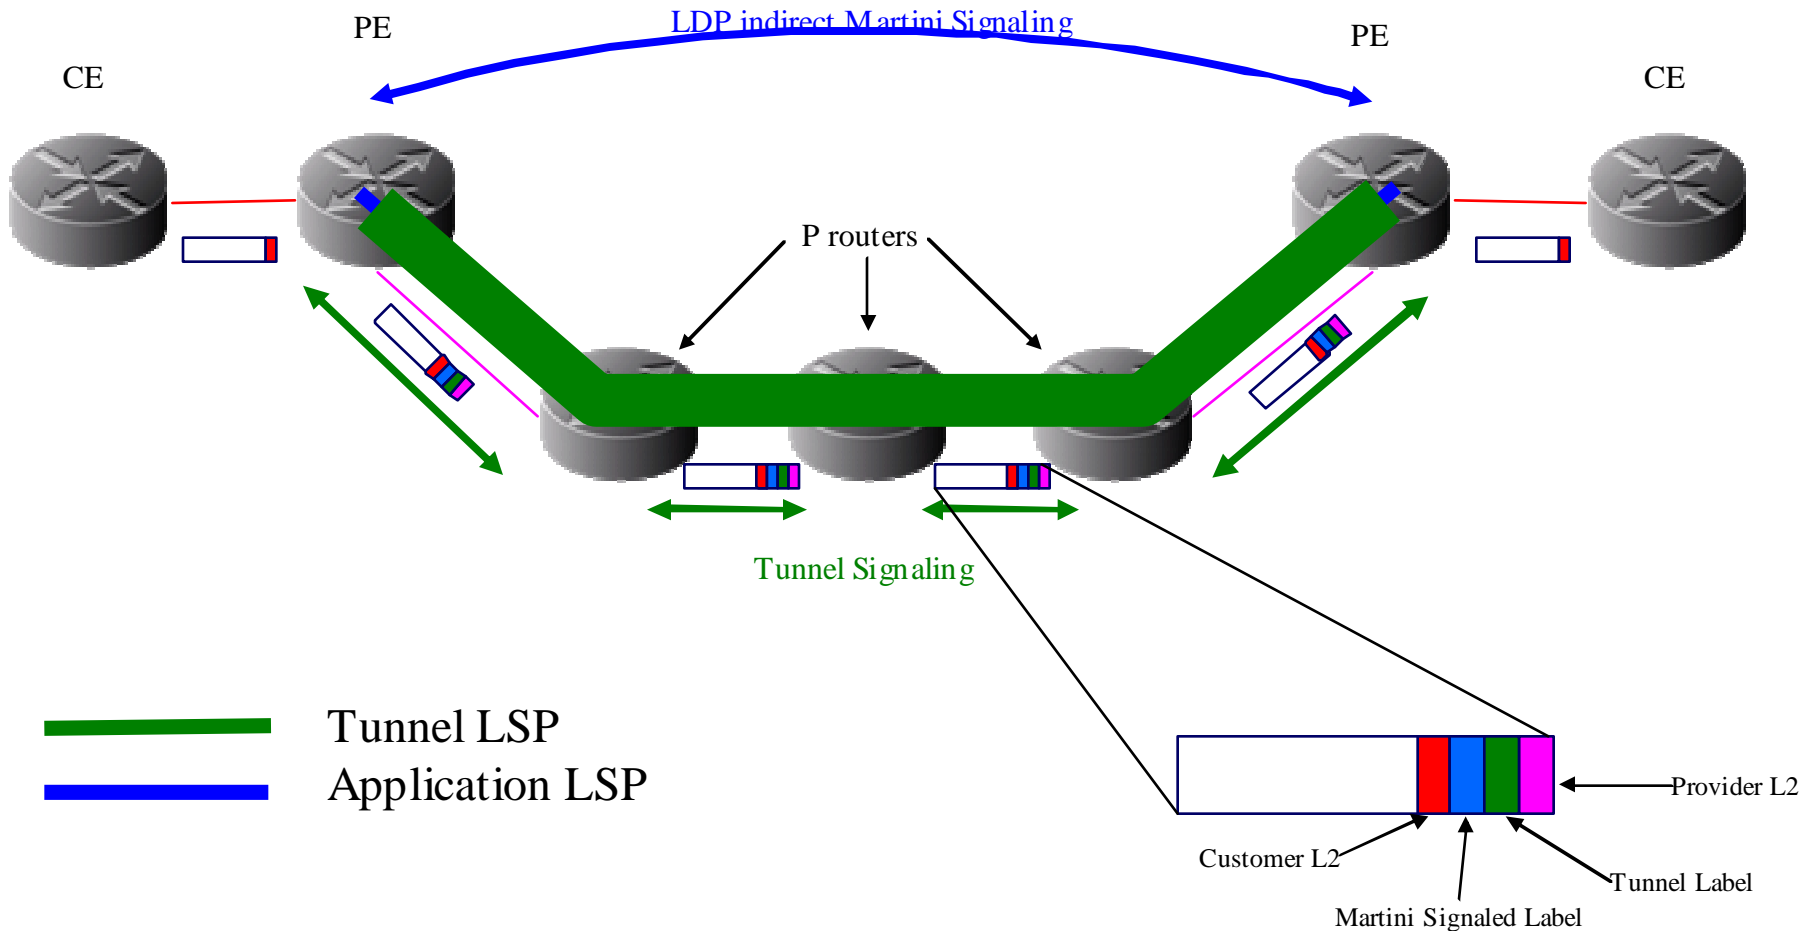 LDP indirect Martini Signaling
PE
PE
CE
CE
P routers
Tunnel Signaling
Tunnel LSP
Application LSP
Provider L2
Customer L2
Tunnel Label
Martini Signaled Label